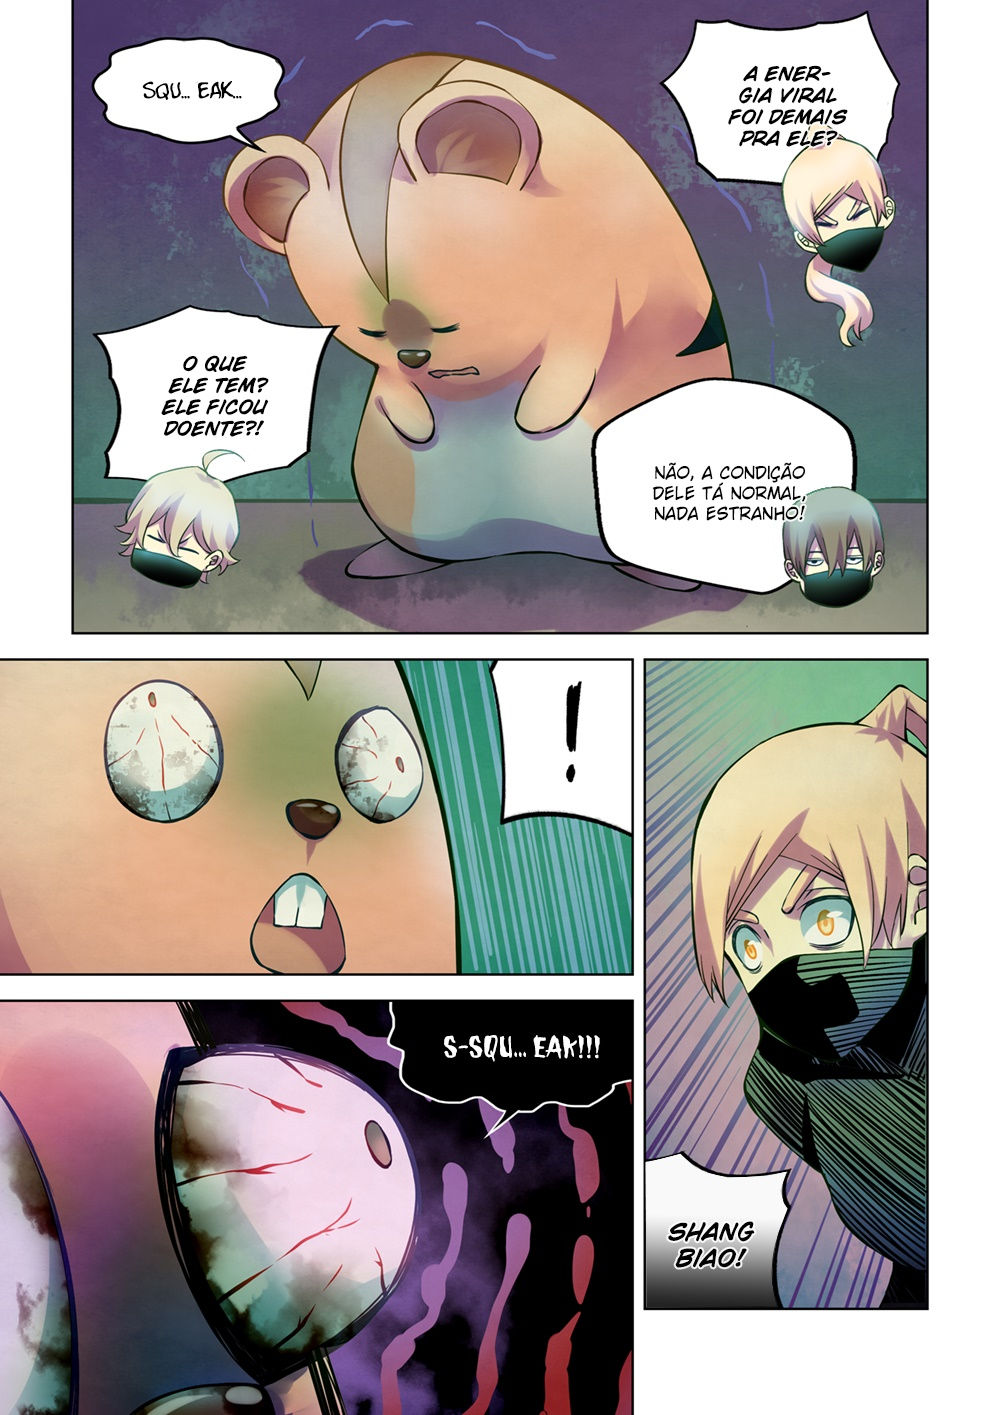 SQU... EAK...
A ENER-
GIA VIRAL
FOI DEMAIS
PRA ELE?
O QUE
ELE TEM?
ELE FICOU
DOENTE?!
NÃO, A CONDIÇÃO
DELE TÁ NORMAL,
NADA ESTRANHO!
!
SHANG
BIAO!
S-SQU... EAK!!!